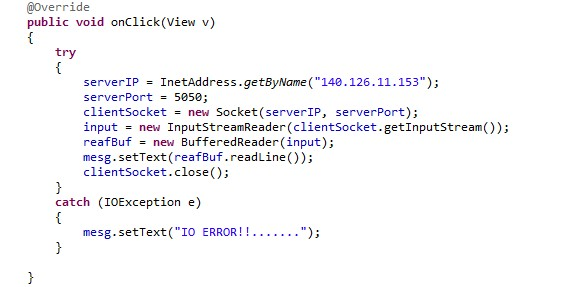 @Override
public void onClick(View v)
{
try
{
serverIP = InetAddress.getByName("140.126.11.153");
serverPort = 5050;
clientSocket = new Socket(serverIP, serverPort);
input = new InputStreamReader(clientSocket.getInputStream());
reafBuf = new BufferedReader(input);
mesg.setText(reafBuf.readLine());
clientSocket.close();
}
catch (IOException e)
{
mesg.setText("IO ERROR!!.......");
}
}